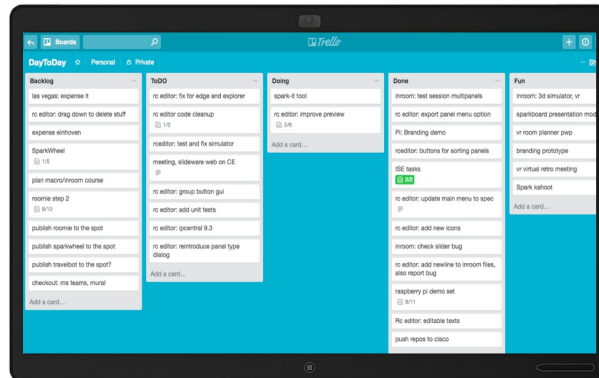 Boards
Trello
DayToDay
Personal
Private
Backlog
las vegas: expense it
rc editor: drag down to delete stuff
expense einhoven
SparkWheel
1/5
plan macro/inroom course
roomie step 2
8/10
publish roomie to the spot
publish sparkwheel to the spot
publish travelbot to the spot?
checkout: ms teams, mural
Add a card...
ToDO
rc editor: fix for edge and explorer
rc editor code cleanup
1/2
roeditor: test and fix simulator
meeting, slideware web on CE
rc editor: group button gui
rc editor: add unit tests
rc editor: ipcentral 9.3
rc editor: reintroduce panel type
dialog
Add a card...
Doing
spark-it tool
rc editor: improve preview
2/6
Add a card...
Done
inroom: test session multipanels
rc editor: export panel menu option
Pi: Branding demo
roeditor: buttons for sorting panels
ISE tasks
2/2
rc editor: update main menu to spec
rc editor: add new icons
inroom: check slider bug
rc editor: add newline to inroom files,
also report bug
raspberry pi demo set
9/11
Rc editor: editable texts
push repos to cisco
Fun
inroom: 3d simulator, vr
sparkboard presentation mod
vr room planner pwp
branding prototype
vr virtual retro meeting
Spark kahoot
Add a card...